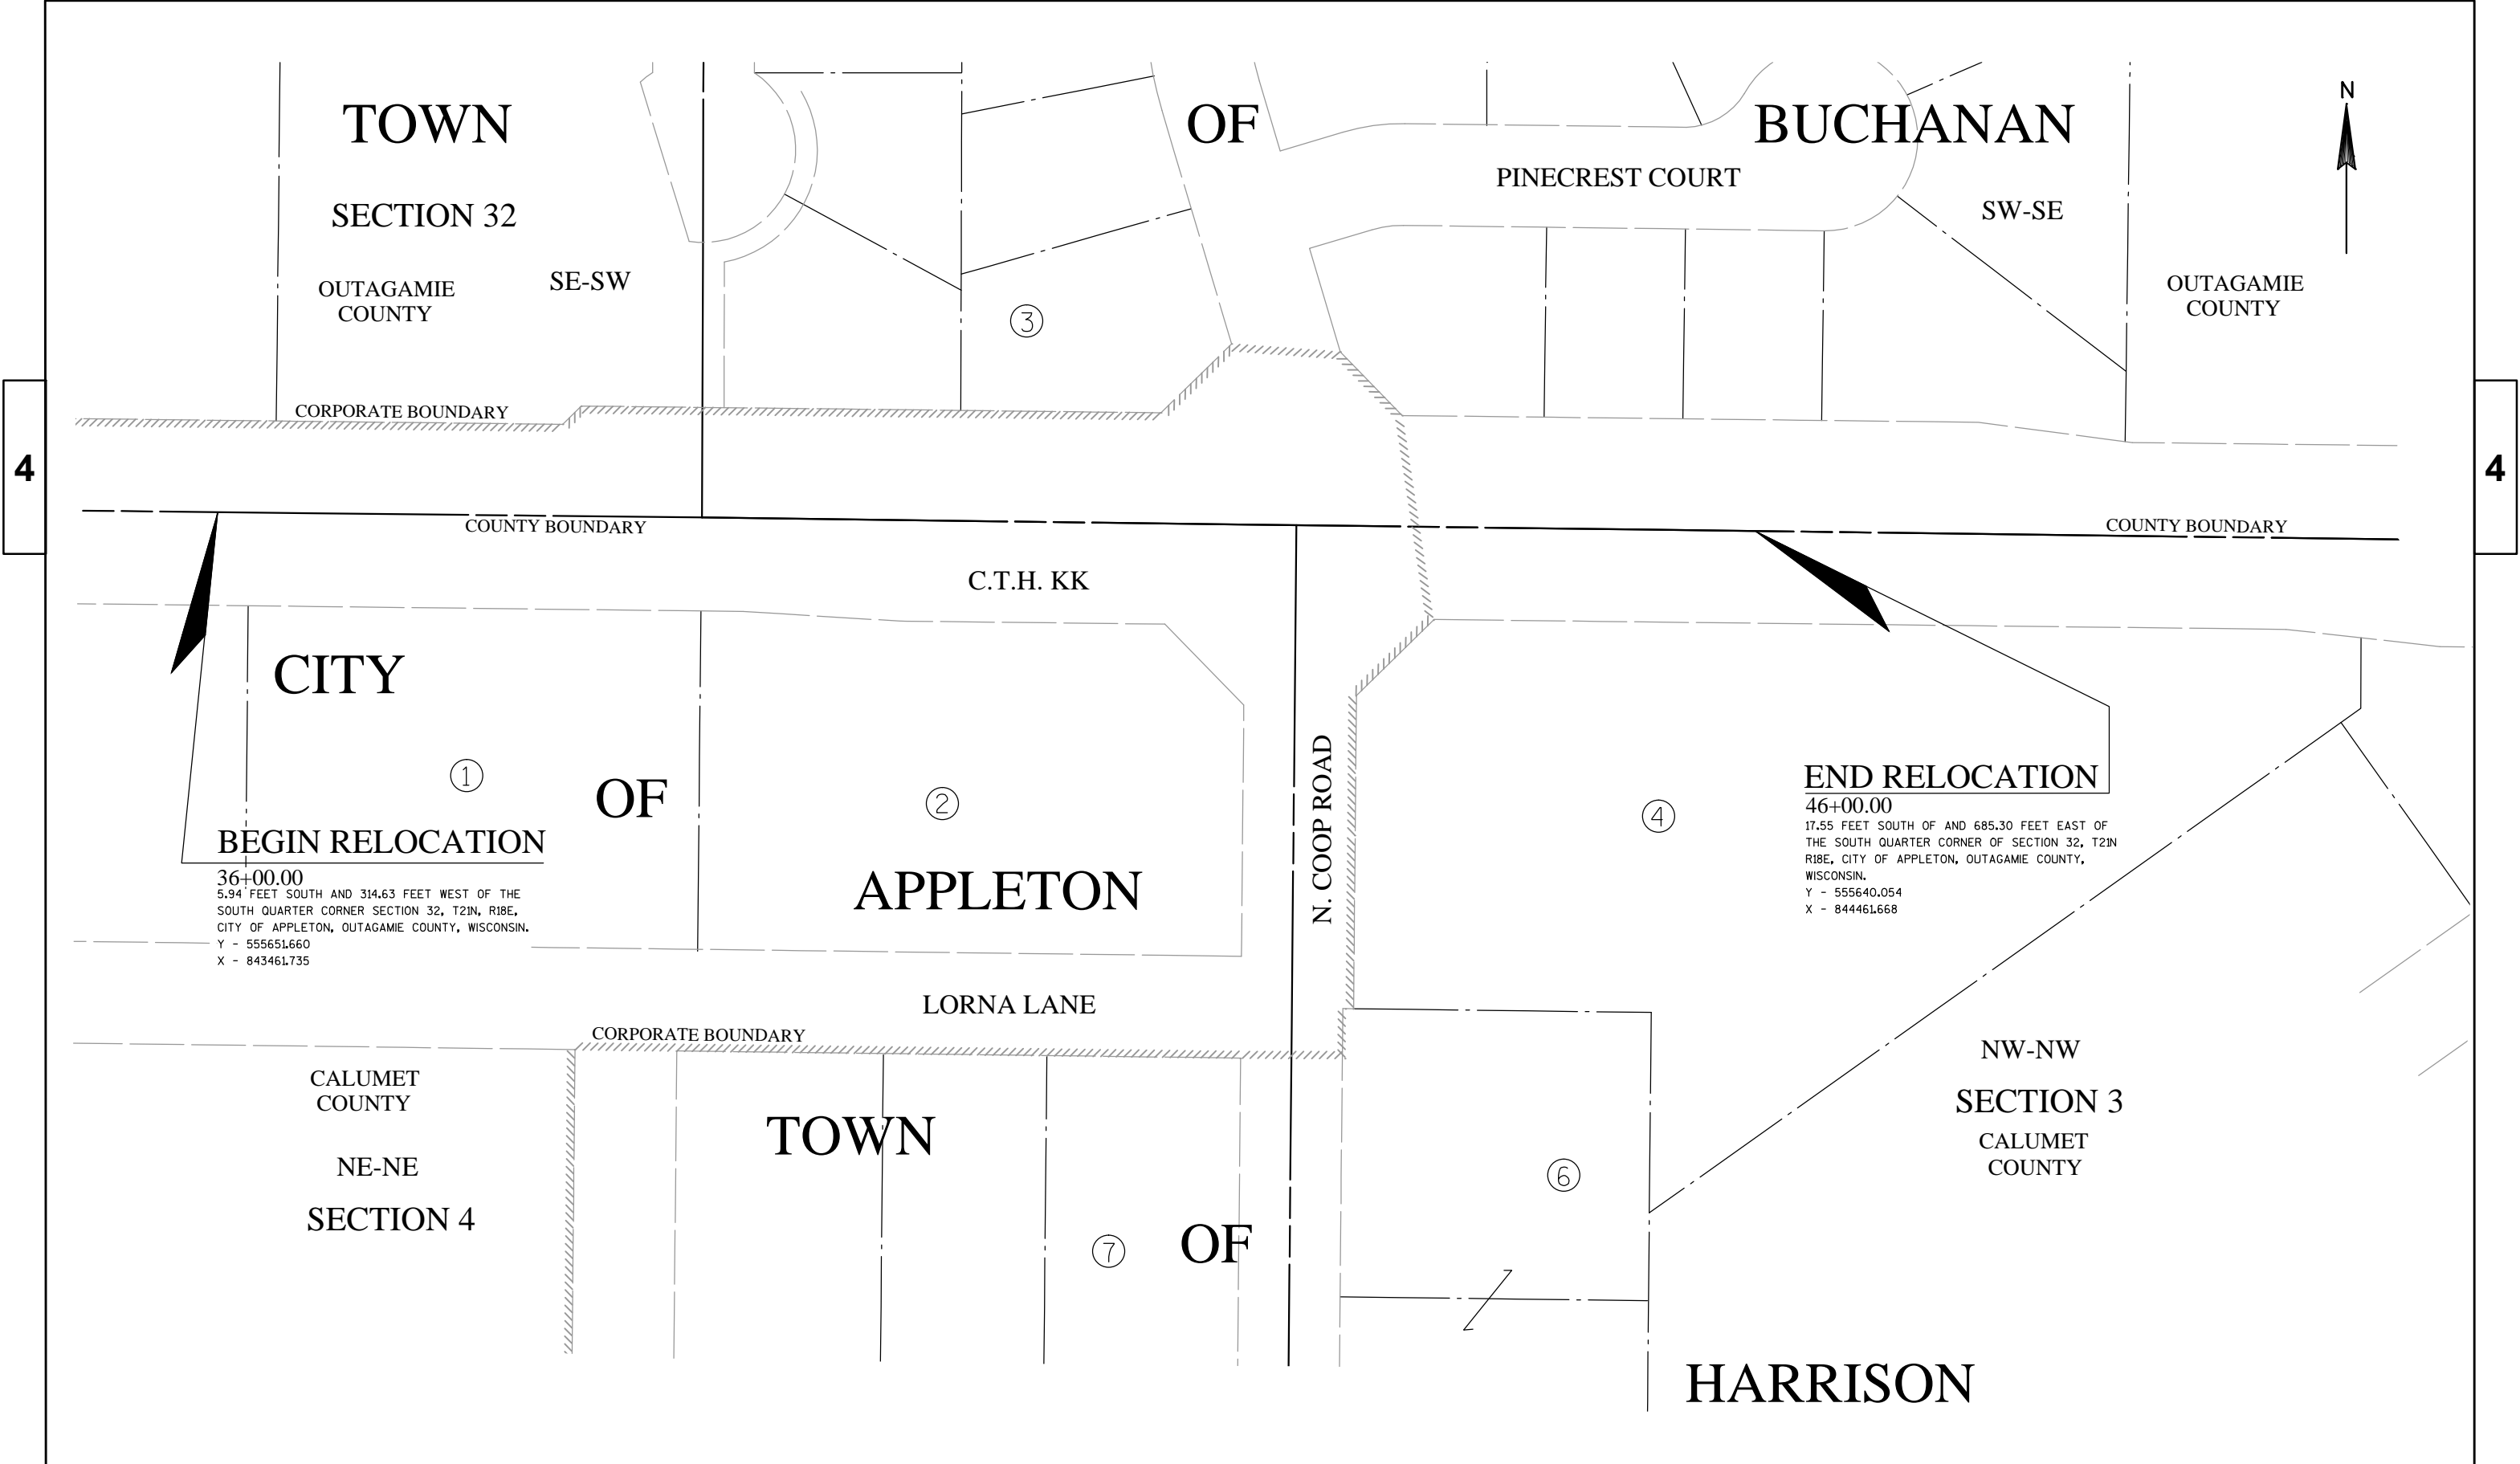 N
TOWN
OF
BUCHANAN
PINECREST COURT
SECTION 32
SW-SE
OUTAGAMIE
COUNTY
SE-SW
OUTAGAMIE
COUNTY
3
CORPORATE BOUNDARY
4
4
COUNTY BOUNDARY
COUNTY BOUNDARY
C.T.H. KK
CITY
1
OF
2
APPLETON
N. COOP ROAD
4
BEGIN RELOCATION
36+00.00
5.94 FEET SOUTH AND 314.63 FEET WEST OF THE
SOUTH QUARTER CORNER SECTION 32, T21N, R18E,
CITY OF APPLETON, OUTAGAMIE COUNTY, WISCONSIN.
Y - 555651.660
X - 843461.735
END RELOCATION
46+00.00
17.55 FEET SOUTH OF AND 685.30 FEET EAST OF
THE SOUTH QUARTER CORNER OF SECTION 32, T21N
R18E, CITY OF APPLETON, OUTAGAMIE COUNTY,
WISCONSIN.
Y - 555640.054
X - 844461.668
LORNA LANE
CORPORATE BOUNDARY
CALUMET
COUNTY
NE-NE
SECTION 4
TOWN
7
OF
6
NW-NW
SECTION 3
CALUMET
COUNTY
HARRISON